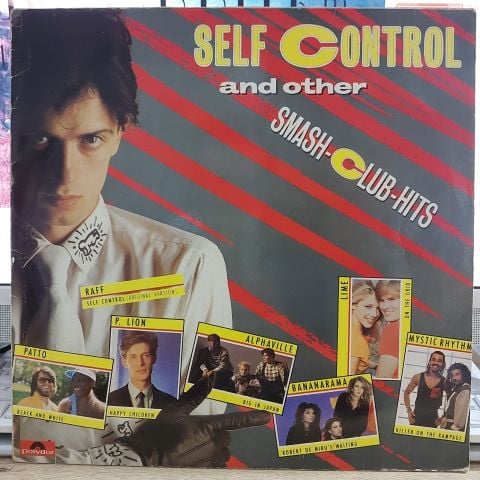 SELF CONTROL
and other
SMASH-CLUB-HITS
RAFF
SELF CONTROL (ORIGINAL VERSION)
LIME
ON THE GRID
P. LION
HAPPY CHILDREN
ALPHAVILLE
BIG IN JAPAN
MYSTIC RHYTHM
KILLER ON THE RAMPAGE
PATTO
BLACK AND WHITE
BANANARAMA
ROBERT DE NIRO'S WAITING
Polydor